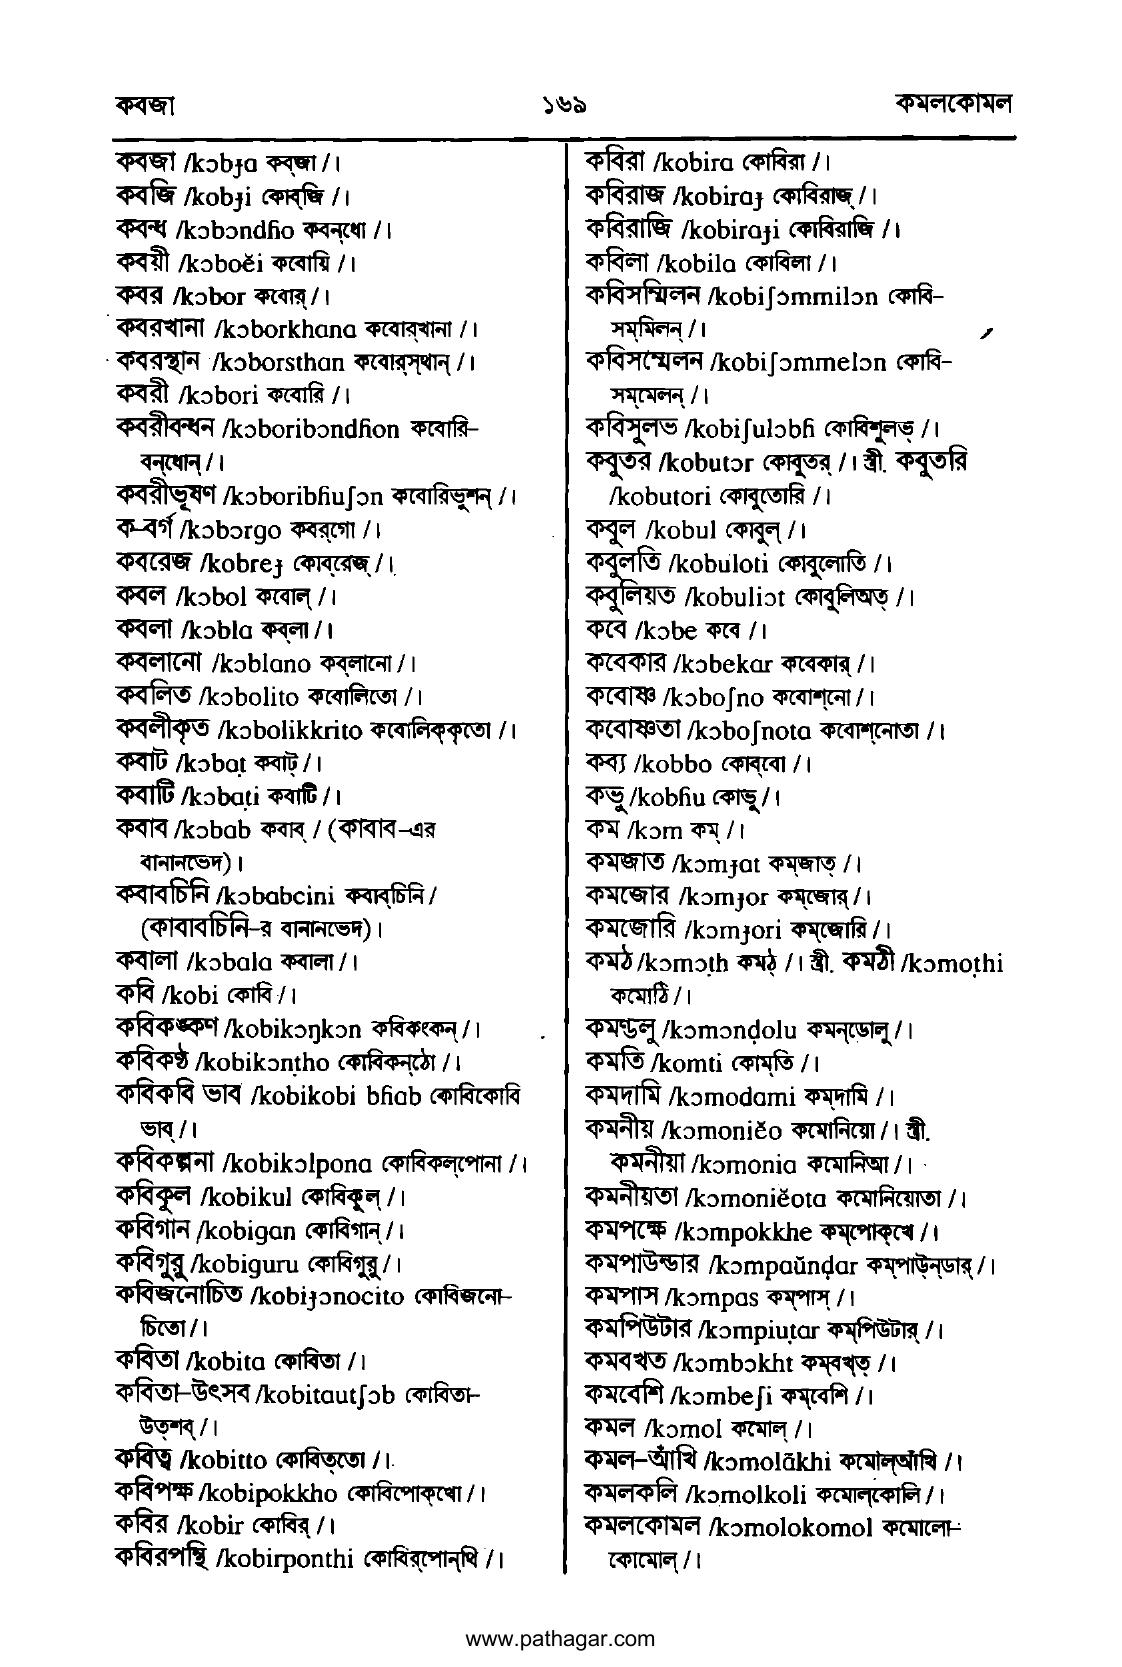 কবজা ১৬৯ কমলকোমল
কবজা /kɔbɟa কব্‌জা /।
কবজি /kobɟi কোব্‌জি /।
কবন্ধ /kɔbɔndɦo কবন্‌ধো /।
কবয়ী /kɔboĕi কবোয়ি /।
কবর /kɔbor কবোর্ /।
কবরখানা /kɔborkhana কবোর্‌খানা /।
কবরস্থান /kɔborsthan কবোর্‌স্‌থান্ /।
কবরী /kɔbori কবোরি /।
কবরীবন্ধন /kɔboribɔndɦon কবোরি–
বন্‌ধোন্ /।
কবরীভূষণ /kɔboribɦiuʃɔn কবোরিভুশন্ /।
ক–বর্গ /kɔbɔrgo কবর্‌গো /।
কবরেজ /kobreɟ কোব্‌রেজ্ /।
কবল /kɔbol কবোল্ /।
কবলা /kɔbla কব্‌লা /।
কবলানো /kɔblano কব্‌লানো /।
কবলিত /kɔbolito কবোলিতো /।
কবলীকৃত /kɔbolikkrito কবোলিক্‌কৃতো /।
কবাট /kɔbaṭ কবাট্ /।
কবাটি /kɔbaṭi কবাটি /।
কবাব /kɔbab কবাব্ / (কাবাব–এর
বানানভেদ)।
কবাবচিনি /kɔbabcini কবাব্‌চিনি /
(কাবাবচিনি–র বানানভেদ)।
কবালা /kɔbala কবালা /।
কবি /kobi কোবি /।
কবিকঙ্কণ /kobikɔŋkɔn কবিকংকন্ /।
কবিকণ্ঠ /kobikɔnṭho কোবিকন্‌ঠো /।
কবিকবি ভাব /kobikobi bɦab কোবিকোবি
ভাব্ /।
কবিকল্পনা /kobikɔlpona কোবিকল্‌পোনা /।
কবিকূল /kobikul কোবিকূল্ /।
কবিগান /kobigan কোবিগান্ /।
কবিগুরু /kobiguru কোবিগুরু /।
কবিজনোচিত /kobiɟɔnocito কোবিজনো–
চিতো /।
কবিতা /kobita কোবিতা /।
কবিতা–উৎসব /kobitautʃɔb কোবিতা–
উত্‌শব্ /।
কবিত্ব /kobitto কোবিত্‌তো /।
কবিপক্ষ /kobipokkho কোবিপোক্‌খো /।
কবির /kobir কোবির্ /।
কবিরপন্থি /kobirponthi কোবির্‌পোন্‌থি /।
কবিরা /kobira কোবিরা /।
কবিরাজ /kobiraɟ কোবিরাজ্ /।
কবিরাজি /kobiraɟi কোবিরাজি /।
কবিলা /kobila কোবিলা /।
কবিসম্মিলন /kobiʃɔmmilɔn কোবি–
সম্‌মিলন্ /।
কবিসম্মেলন /kobiʃɔmmelɔn কোবি–
সম্‌মেলন্ /।
কবিসুলভ /kobiʃulɔbɦ কোবিশুলভ্ /।
কবুতর /kobutɔr কোবুতর্ /। স্ত্রী. কবুতরি
/kobutori কোবুতোরি /।
কবুল /kobul কোবুল্ /।
কবুলতি /kobuloti কোবুলোতি /।
কবুলিয়ত /kobuliɔt কোবুলিঅত্ /।
কবে /kɔbe কবে /।
কবেকার /kɔbekar কবেকার্ /।
কবোষ্ণ /kɔboʃno কবোশ্‌নো /।
কবোষ্ণতা /kɔboʃnota কবোশ্‌নোতা /।
কব্য /kobbo কোব্‌বো /।
কভু /kobɦu কোভু /।
কম /kɔm কম্ /।
কমজাত /kɔmɟat কম্‌জাত্ /।
কমজোর /kɔmɟor কম্‌জোর্ /।
কমজোরি /kɔmɟori কম্‌জোরি /।
কমঠ /kɔmɔṭh কমঠ্ /। স্ত্রী. কমঠী /kɔmoṭhi
কমোঠি /।
কমণ্ডলু /kɔmɔnḍolu কমন্‌ডোলু /।
কমতি /komti কোম্‌তি /।
কমদামি /kɔmodami কম্‌দামি /।
কমনীয় /kɔmoniĕo কমোনিয়ো /। স্ত্রী.
কমনীয়া /kɔmonia কমোনিআ /।
কমনীয়তা /kɔmoniĕota কমোনিয়োতা /।
কমপক্ষে /kɔmpokkhe কম্‌পোক্‌খে /।
কমপাউন্ডার /kɔmpaŭnḍar কম্‌পাউ্‌ন্‌ডার্ /।
কমপাস /kɔmpas কম্‌পাস্ /।
কমপিউটার /kɔmpiuṭar কম্‌পিউটার্ /।
কমবখত /kɔmbɔkht কম্‌বখ্‌ত্ /।
কমবেশি /kɔmbeʃi কম্‌বেশি /।
কমল /kɔmol কমোল্ /।
কমল–আঁখি /kɔmolãkhi কমোল্‌আঁখি /।
কমলকলি /kɔmolkoli কমোল্‌কোলি /।
কমলকোমল /kɔmolokomol কমোলো–
কোমোল্ /।
www.pathagar.com